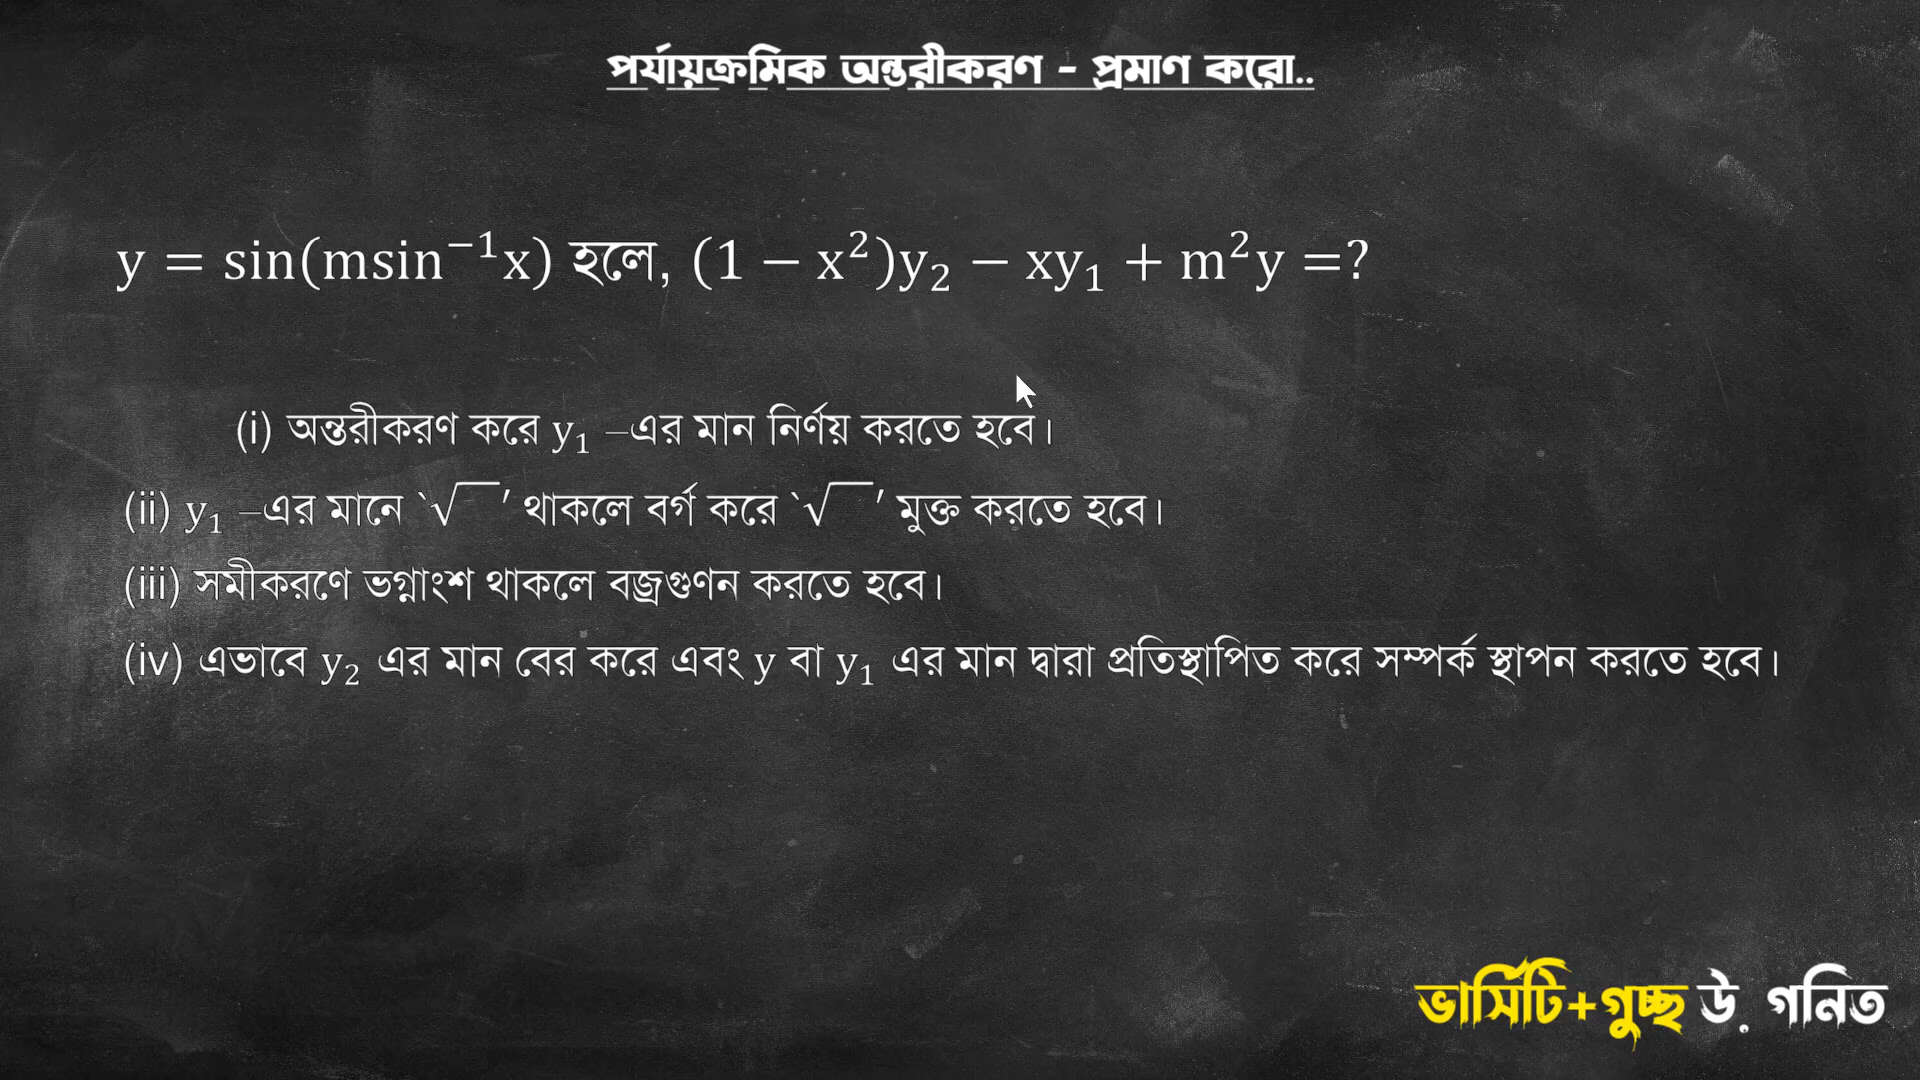 পর্যায়ক্রমিক অন্তরীকরণ - প্রমাণ করো..
y = sin(msin⁻¹x) হলে, (1 − x²)y₂ − xy₁ + m²y =?
(i) অন্তরীকরণ করে y₁ –এর মান নির্ণয় করতে হবে।
(ii) y₁ –এর মানে `√‾ ′ থাকলে বর্গ করে `√‾ ′ মুক্ত করতে হবে।
(iii) সমীকরণে ভগ্নাংশ থাকলে বজ্রগুণন করতে হবে।
(iv) এভাবে y₂ এর মান বের করে এবং y বা y₁ এর মান দ্বারা প্রতিস্থাপিত করে সম্পর্ক স্থাপন করতে হবে।
ভার্সিটি+গুচ্ছ উ. গনিত